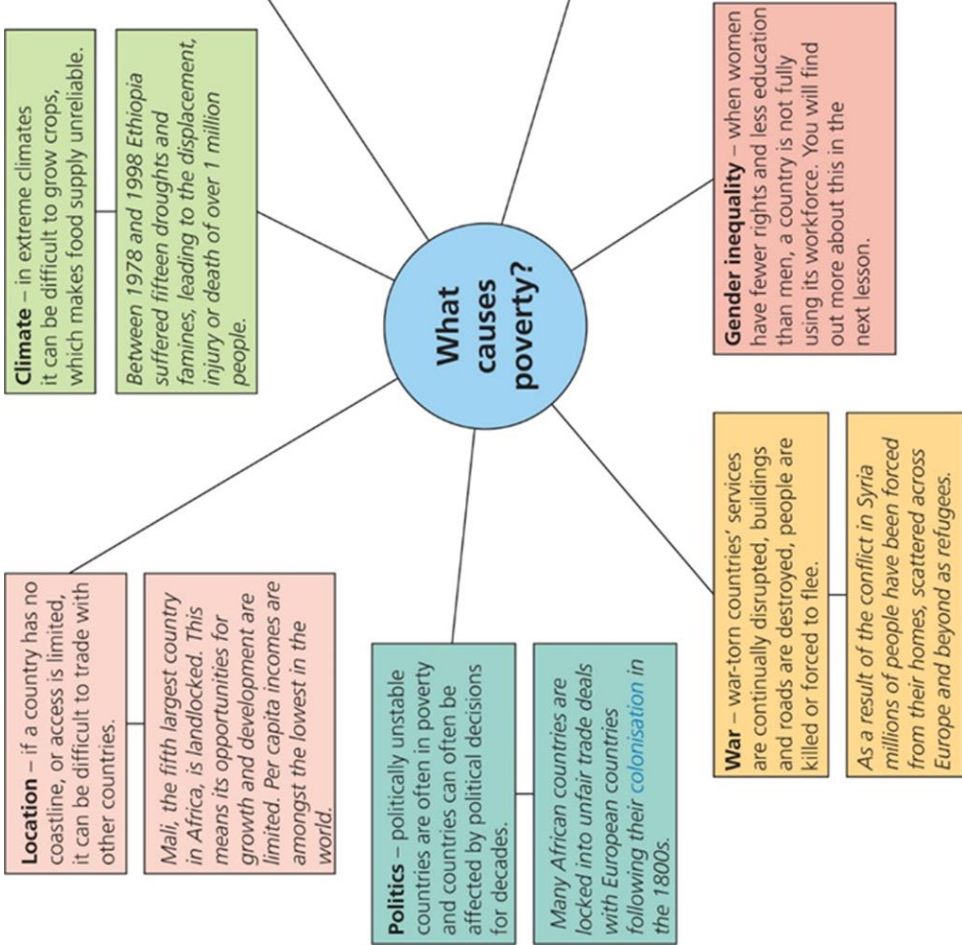 Location – if a country has no
coastline, or access is limited,
it can be difficult to trade with
other countries.
Mali, the fifth largest country
in Africa, is landlocked. This
means its opportunities for
growth and development are
limited. Per capita incomes are
amongst the lowest in the
world.
Climate – in extreme climates
it can be difficult to grow crops,
which makes food supply unreliable.
Between 1978 and 1998 Ethiopia
suffered fifteen droughts and
famines, leading to the displacement,
injury or death of over 1 million
people.
Politics – politically unstable
countries are often in poverty
and countries can often be
affected by political decisions
for decades.
Many African countries are
locked into unfair trade deals
with European countries
following their colonisation in
the 1800s.
What
causes
poverty?
War – war-torn countries’ services
are continually disrupted, buildings
and roads are destroyed, people are
killed or forced to flee.
As a result of the conflict in Syria
millions of people have been forced
from their homes, scattered across
Europe and beyond as refugees.
Gender inequality – when women
have fewer rights and less education
than men, a country is not fully
using its workforce. You will find
out more about this in the
next lesson.